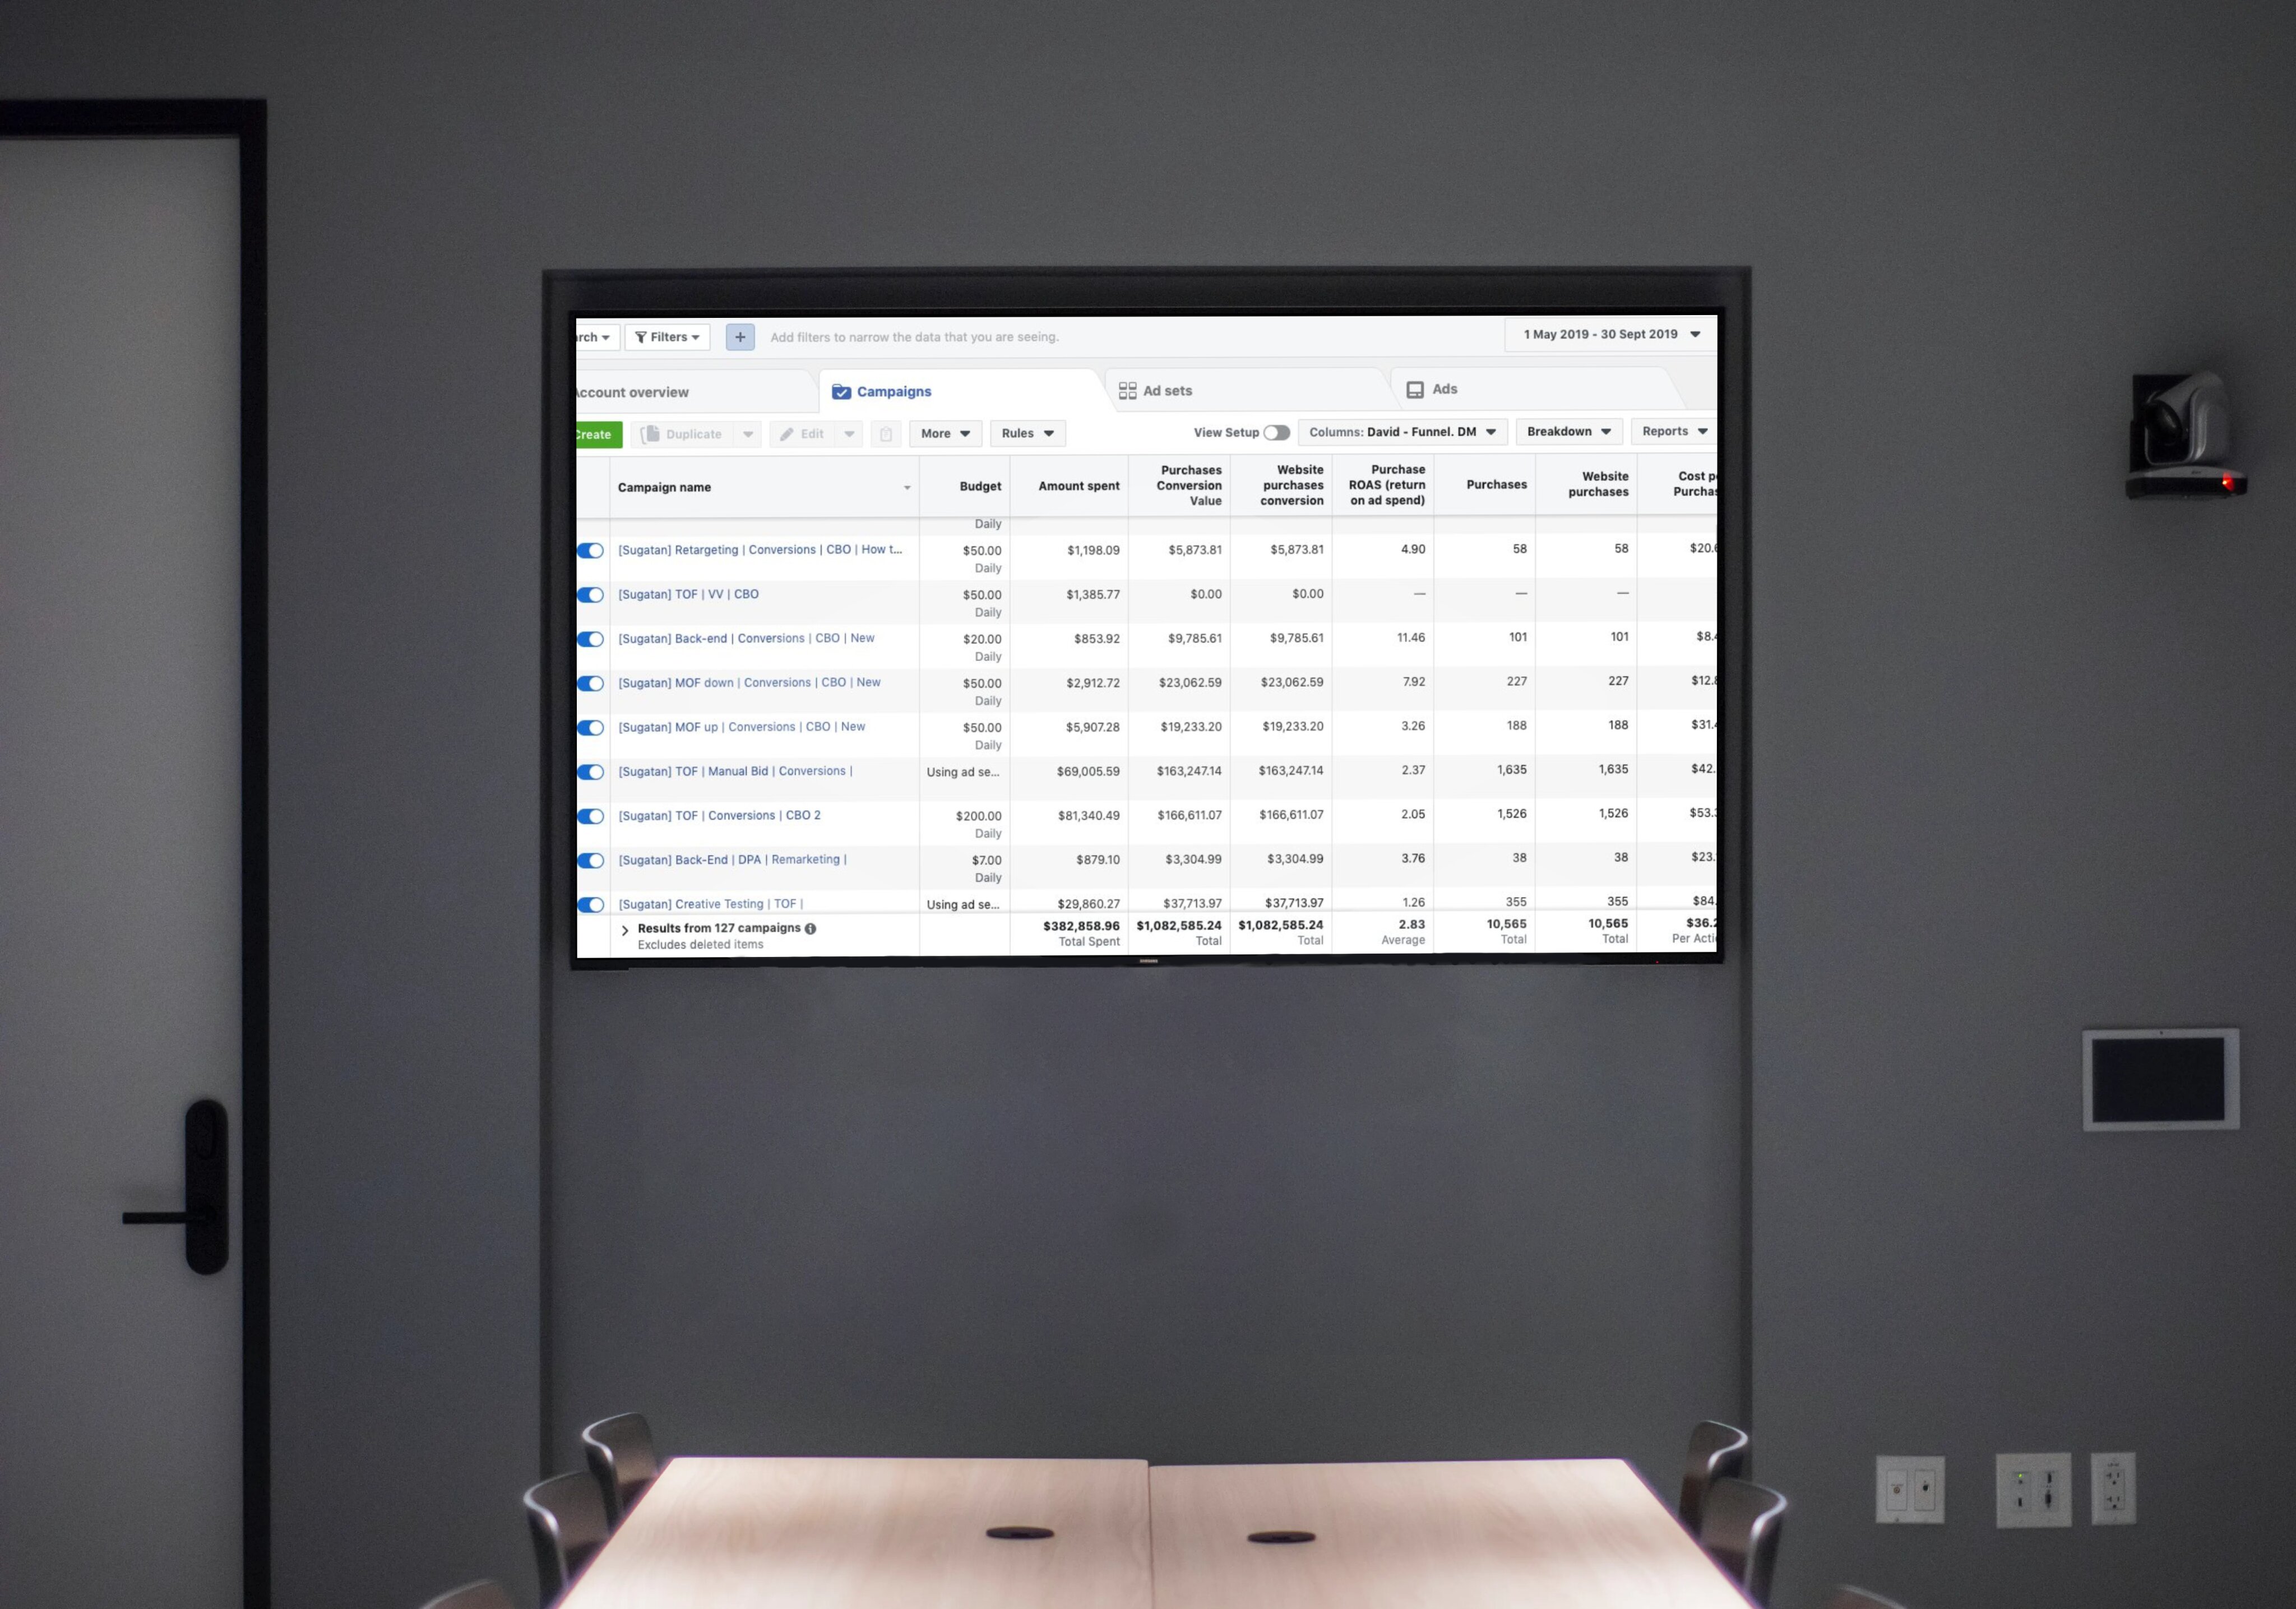 rch Filters + Add filters to narrow the data that you are seeing. 1 May 2019 - 30 Sept 2019
Account overview Campaigns Ad sets Ads
Create Duplicate Edit More Rules View Setup Columns: David - Funnel. DM Breakdown Reports
Campaign name Budget Amount spent Purchases Conversion Value Website purchases conversion Purchase ROAS (return on ad spend) Purchases Website purchases Cost p Purchas
Daily
[Sugatan] Retargeting | Conversions | CBO | How t... $50.00 $1,198.09 $5,873.81 $5,873.81 4.90 58 58 $20.
Daily
[Sugatan] TOF | VV | CBO $50.00 $1,385.77 $0.00 $0.00 — — —
Daily
[Sugatan] Back-end | Conversions | CBO | New $20.00 $853.92 $9,785.61 $9,785.61 11.46 101 101 $8.
Daily
[Sugatan] MOF down | Conversions | CBO | New $50.00 $2,912.72 $23,062.59 $23,062.59 7.92 227 227 $12.
Daily
[Sugatan] MOF up | Conversions | CBO | New $50.00 $5,907.28 $19,233.20 $19,233.20 3.26 188 188 $31.
Daily
[Sugatan] TOF | Manual Bid | Conversions | Using ad se... $69,005.59 $163,247.14 $163,247.14 2.37 1,635 1,635 $42.
[Sugatan] TOF | Conversions | CBO 2 $200.00 $81,340.49 $166,611.07 $166,611.07 2.05 1,526 1,526 $53.
Daily
[Sugatan] Back-End | DPA | Remarketing | $7.00 $879.10 $3,304.99 $3,304.99 3.76 38 38 $23.
Daily
[Sugatan] Creative Testing | TOF | Using ad se... $29,860.27 $37,713.97 $37,713.97 1.26 355 355 $84.
Results from 127 campaigns $382,858.96 $1,082,585.24 $1,082,585.24 2.83 10,565 10,565 $36.2
Excludes deleted items Total Spent Total Total Average Total Total Per Acti